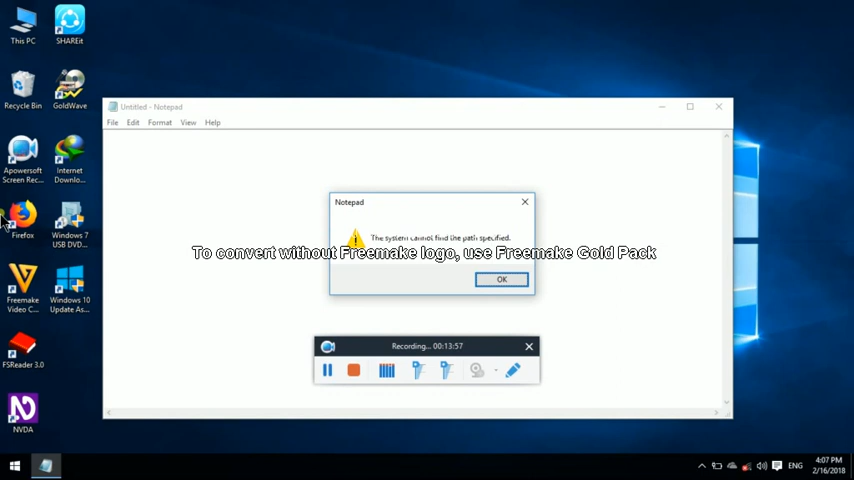 This PC
SHAREit
Recycle Bin
GoldWave
Apowersoft
Screen Rec...
Internet
Downlo...
Firefox
Windows 7
USB DVD...
Freemake
Video C...
Windows 10
Update As...
FSReader 3.0
NVDA
Untitled - Notepad
File Edit Format View Help
Notepad
The system cannot find the path specified.
To convert without Freemake logo, use Freemake Gold Pack
OK
Recording... 00:13:57
ENG
4:07 PM
2/16/2018